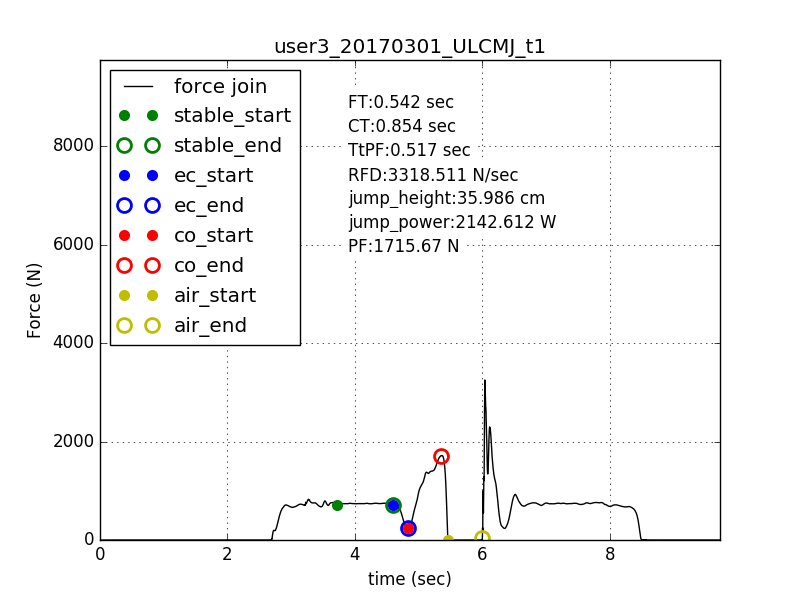 user3_20170301_ULCMJ_t1
force join
stable_start
stable_end
ec_start
ec_end
co_start
co_end
air_start
air_end
FT:0.542 sec
CT:0.854 sec
TtPF:0.517 sec
RFD:3318.511 N/sec
jump_height:35.986 cm
jump_power:2142.612 W
PF:1715.67 N
Force (N)
8000
6000
4000
2000
0
0 2 4 6 8
time (sec)